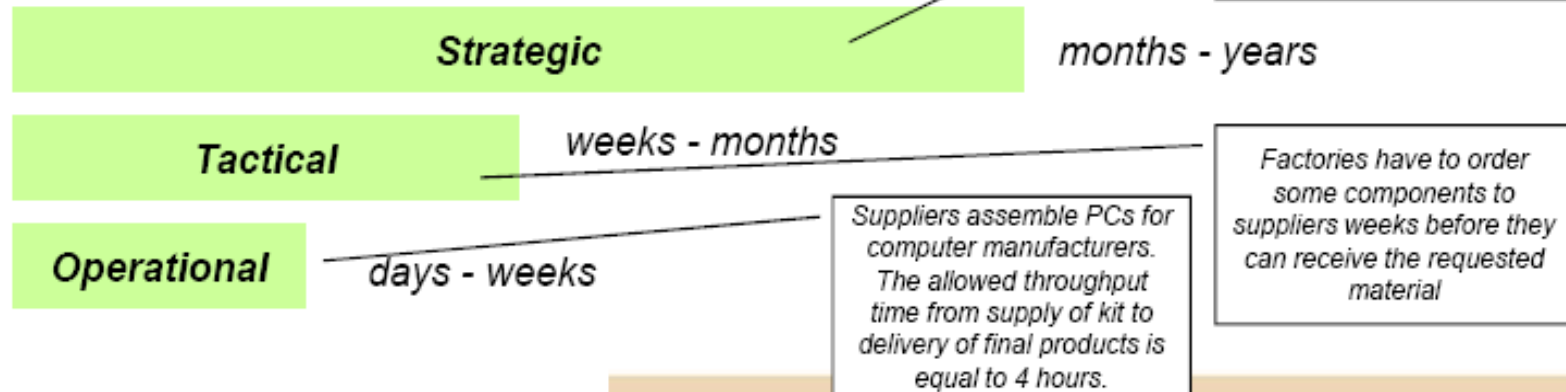 Strategic
months - years
Tactical
weeks - months
Factories have to order
some components to
suppliers weeks before they
can receive the requested
material
Operational
days - weeks
Suppliers assemble PCs for
computer manufacturers.
The allowed throughput
time from supply of kit to
delivery of final products is
equal to 4 hours.